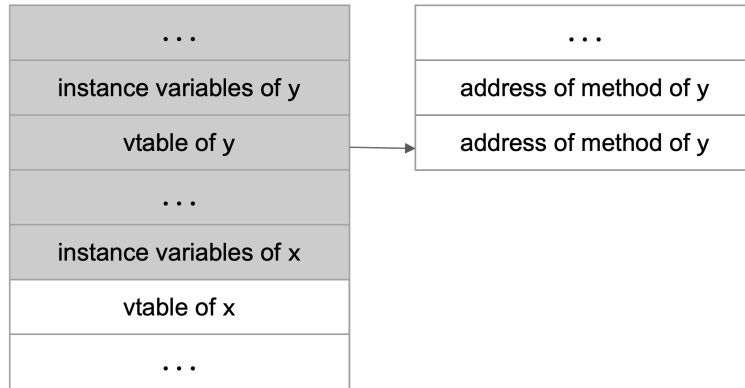 ...
instance variables of y
vtable of y
...
instance variables of x
vtable of x
...
...
address of method of y
address of method of y